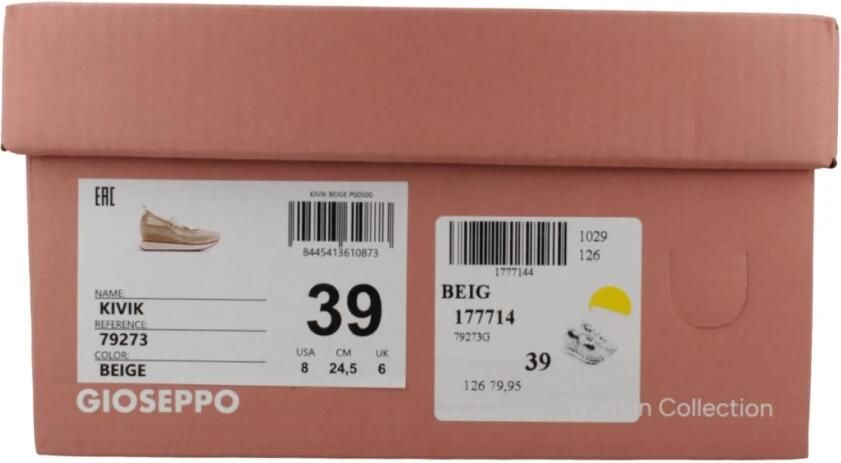 EAC
KIVIK BEIGE P00500
8445413610873
NAME:
KIVIK
REFERENCE:
79273
COLOR:
BEIGE
39
USA CM UK
8 24,5 6
GIOSEPPO
1029
126
1777144
BEIG
177714
79273G
39
126 79,95
Collection